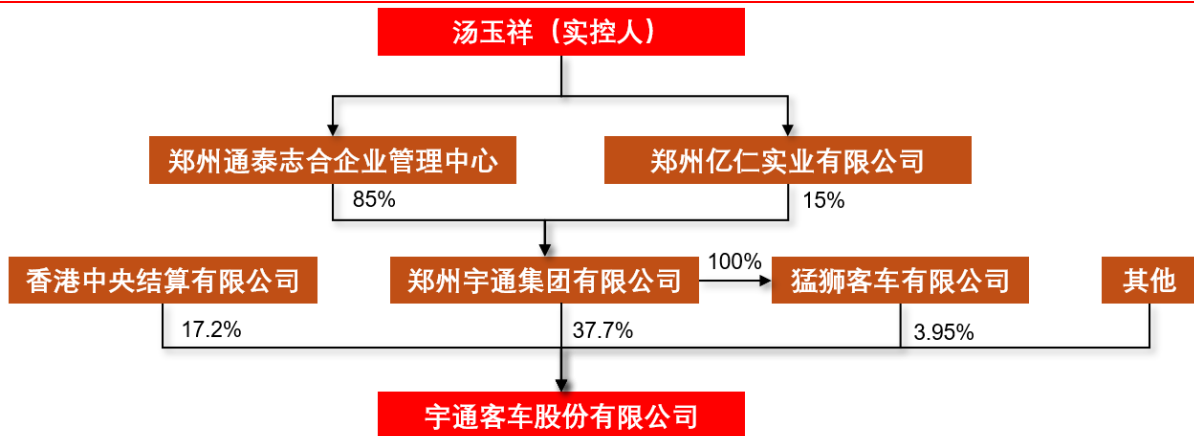 汤玉祥（实控人）
郑州通泰志合企业管理中心
郑州亿仁实业有限公司
85%
15%
香港中央结算有限公司
郑州宇通集团有限公司
100%
猛狮客车有限公司
其他
17.2%
37.7%
3.95%
宇通客车股份有限公司